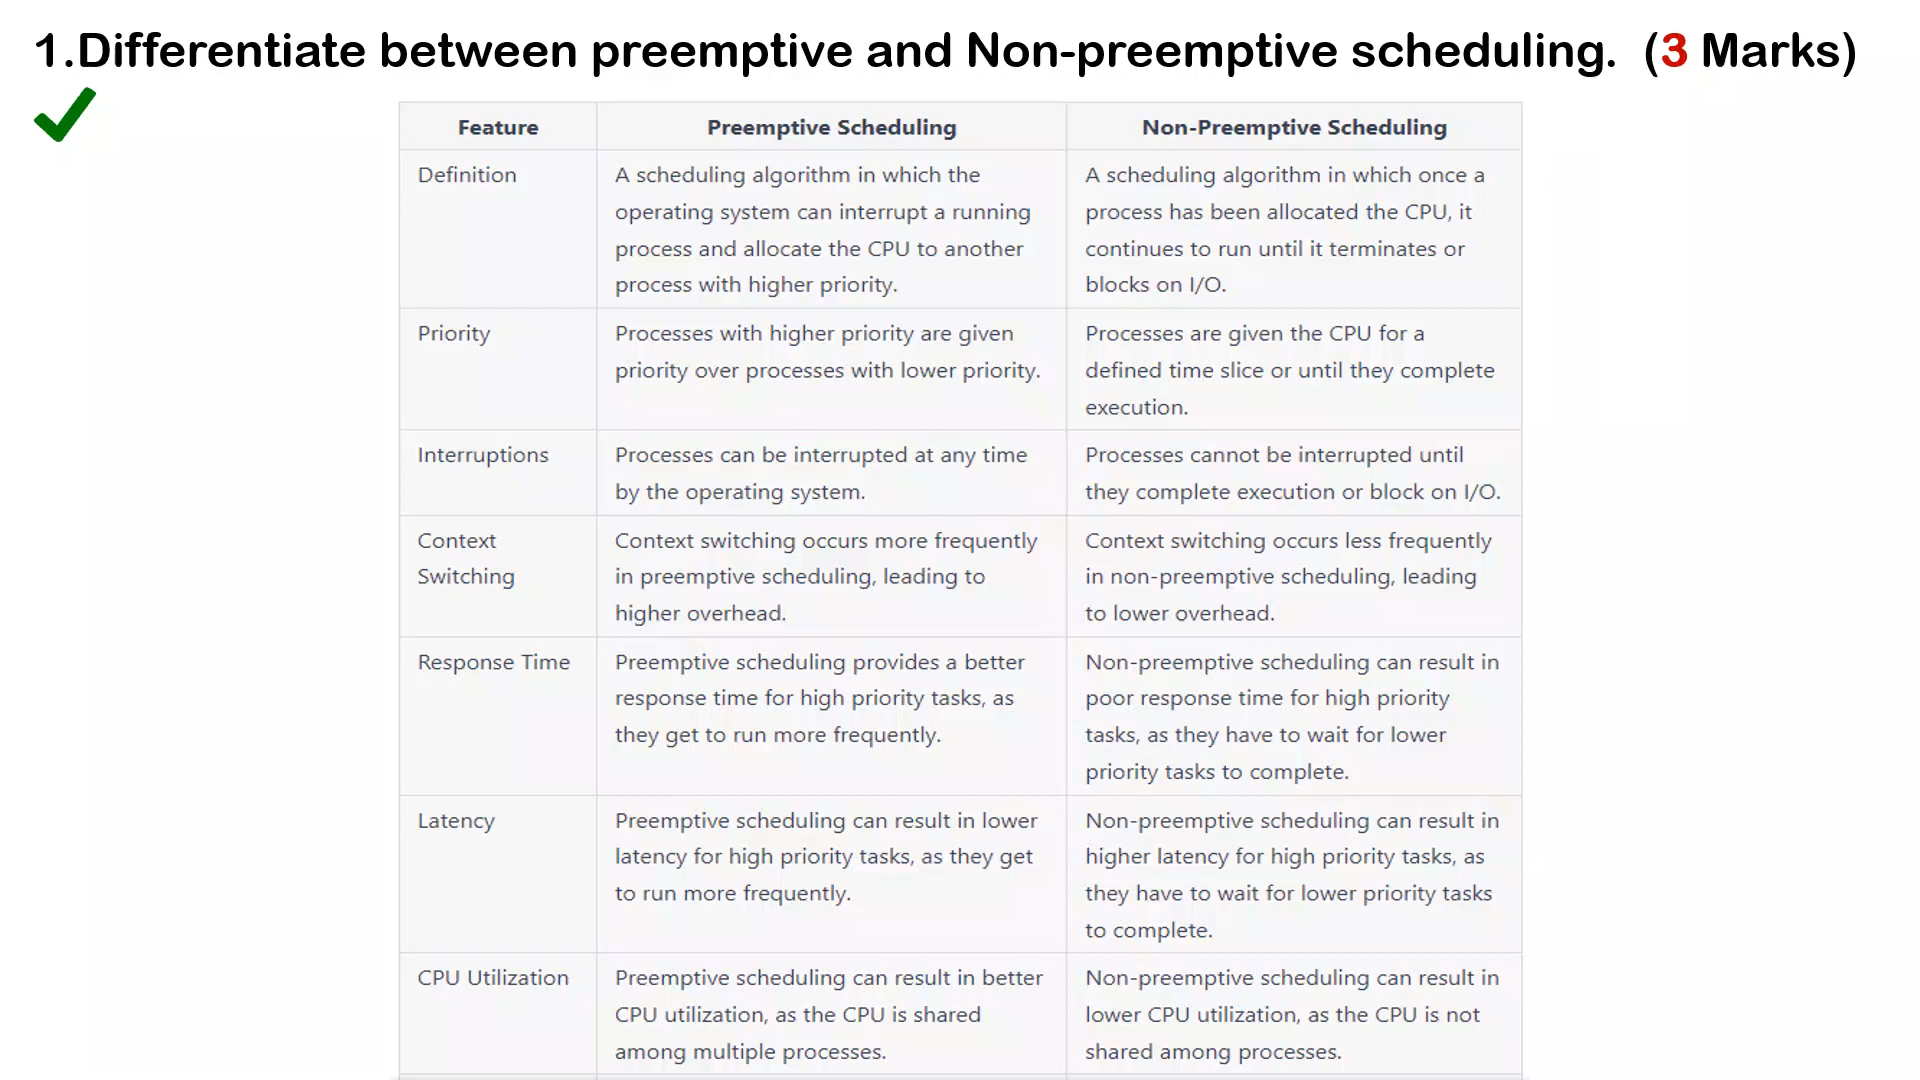 1.Differentiate between preemptive and Non-preemptive scheduling. (3 Marks)
Feature
Preemptive Scheduling
Non-Preemptive Scheduling
Definition
A scheduling algorithm in which the
operating system can interrupt a running
process and allocate the CPU to another
process with higher priority.
A scheduling algorithm in which once a
process has been allocated the CPU, it
continues to run until it terminates or
blocks on I/O.
Priority
Processes with higher priority are given
priority over processes with lower priority.
Processes are given the CPU for a
defined time slice or until they complete
execution.
Interruptions
Processes can be interrupted at any time
by the operating system.
Processes cannot be interrupted until
they complete execution or block on I/O.
Context
Switching
Context switching occurs more frequently
in preemptive scheduling, leading to
higher overhead.
Context switching occurs less frequently
in non-preemptive scheduling, leading
to lower overhead.
Response Time
Preemptive scheduling provides a better
response time for high priority tasks, as
they get to run more frequently.
Non-preemptive scheduling can result in
poor response time for high priority
tasks, as they have to wait for lower
priority tasks to complete.
Latency
Preemptive scheduling can result in lower
latency for high priority tasks, as they get
to run more frequently.
Non-preemptive scheduling can result in
higher latency for high priority tasks, as
they have to wait for lower priority tasks
to complete.
CPU Utilization
Preemptive scheduling can result in better
CPU utilization, as the CPU is shared
among multiple processes.
Non-preemptive scheduling can result in
lower CPU utilization, as the CPU is not
shared among processes.